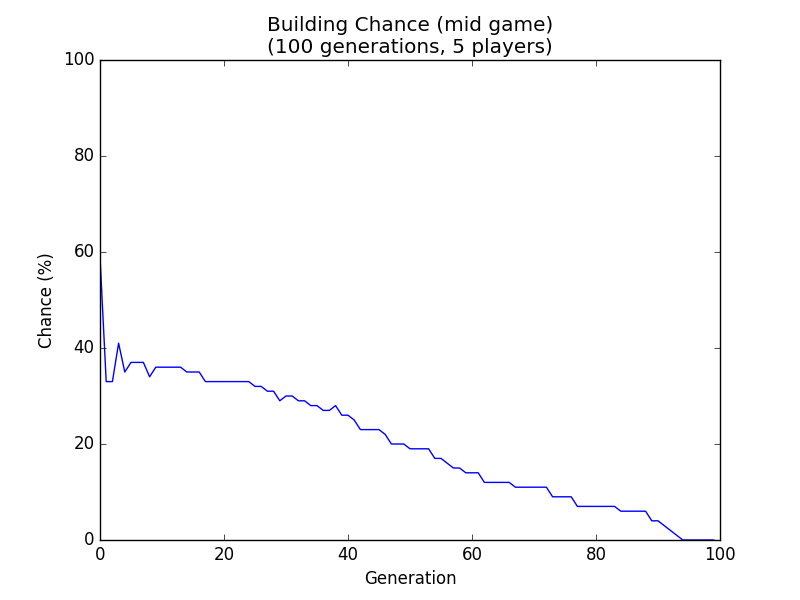 Building Chance (mid game)
(100 generations, 5 players)
100
80
60
40
20
0
Chance (%)
0 20 40 60 80 100
Generation